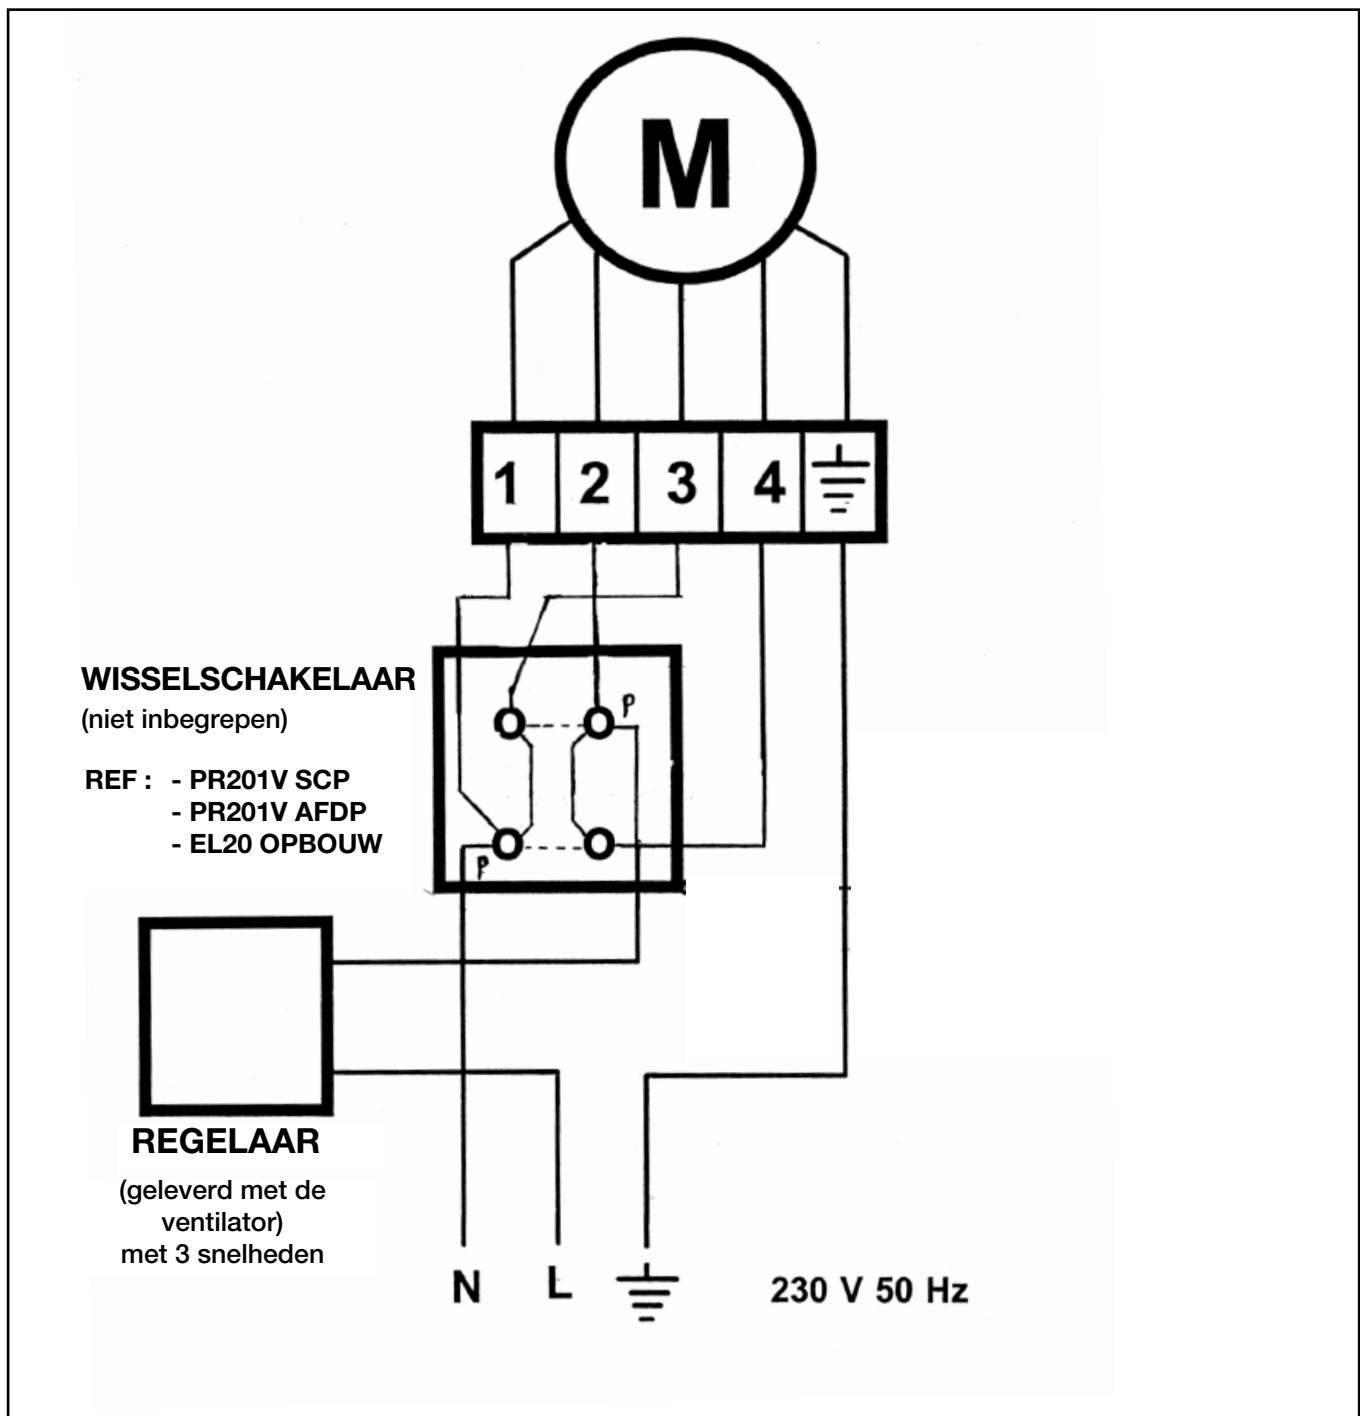 M
1 2 3 4
WISSELSCHAKELAAR
(niet inbegrepen)
REF : - PR201V SCP
- PR201V AFDP
- EL20 OPBOUW
P
P
REGELAAR
(geleverd met de
ventilator)
met 3 snelheden
N L 230 V 50 Hz